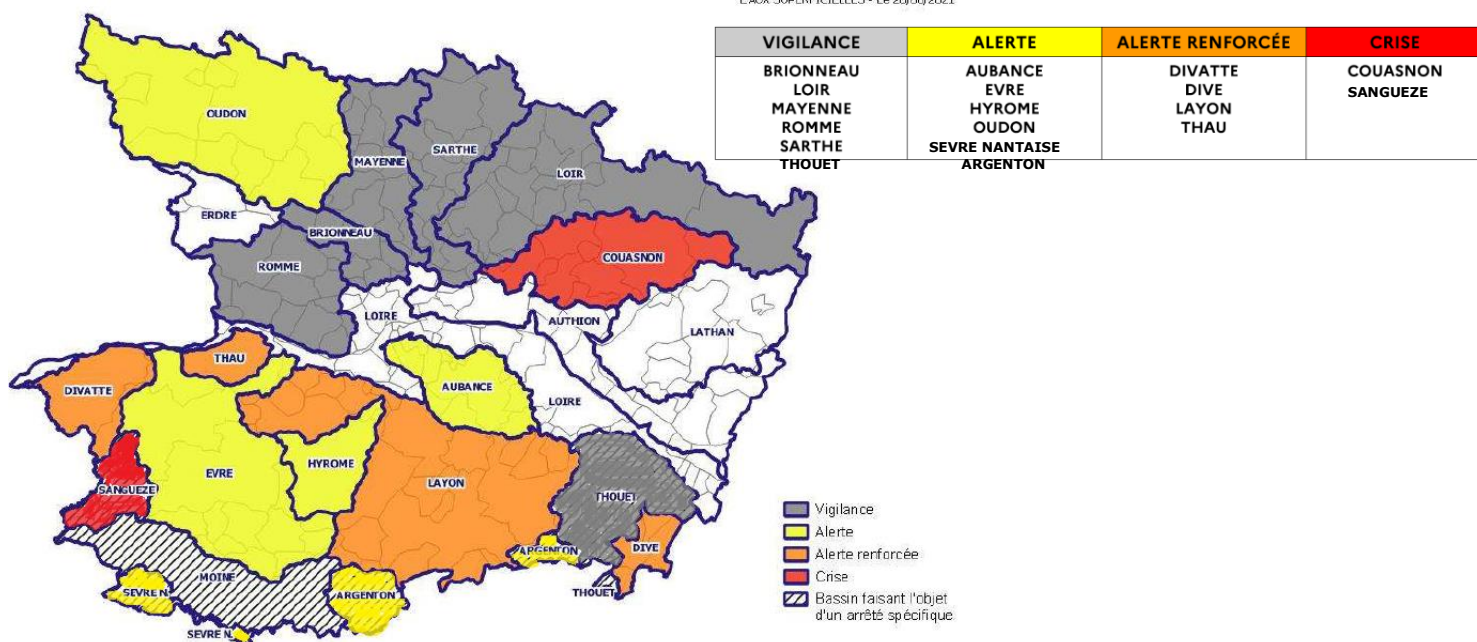 VIGILANCE ALERTE ALERTE RENFORCÉE CRISE
BRIONNEAU AUBANCE DIVATTE COUASNON
LOIR EVRE DIVE SANGUEZE
MAYENNE HYROME LAYON
ROMME OUDON THAU
SARTHE SEVRE NANTAISE
THOUET ARGENTON
OUDON
MAYENNE
SARTHE
LOIR
ERDRE
BRIONNEAU
COUASNON
ROMME
LOIRE
AUTHION
LATHAN
THAU
DIVATTE
AUBANCE
LOIRE
HYROME
EVRE
LAYON
SANGUEZE
THOUET
ARGENTON
DIVE
MOINE
SEVRE N.
ARGENTON
THOUET
SEVRE N.
Vigilance
Alerte
Alerte renforcée
Crise
Bassin faisant l'objet
d'un arrêté spécifique